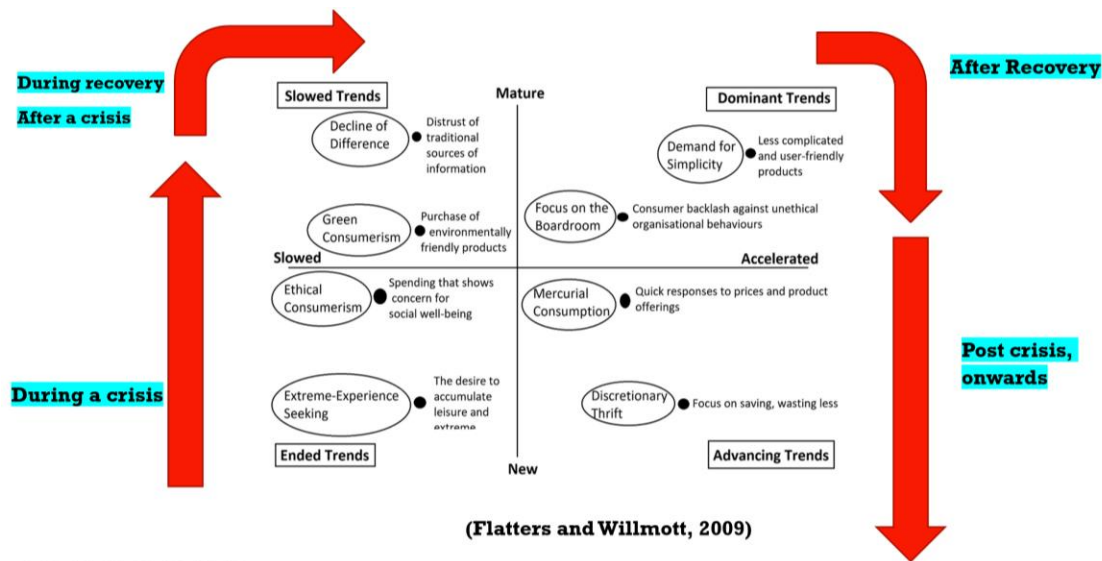 During recovery
After a crisis
After Recovery
Slowed Trends
Mature
Dominant Trends
Decline of
Difference
Distrust of
traditional
sources of
information
Demand for
Simplicity
Less complicated
and user-friendly
products
Green
Consumerism
Purchase of
environmentally
friendly products
Focus on the
Boardroom
Consumer backlash against unethical
organisational behaviours
Slowed
Accelerated
Ethical
Consumerism
Spending that shows
concern for
social well-being
Mercurial
Consumption
Quick responses to prices and product
offerings
During a crisis
Post crisis,
onwards
Extreme-Experience
Seeking
The desire to
accumulate
leisure and
extreme
Discretionary
Thrift
Focus on saving, wasting less
Ended Trends
New
Advancing Trends
(Flatters and Willmott, 2009)